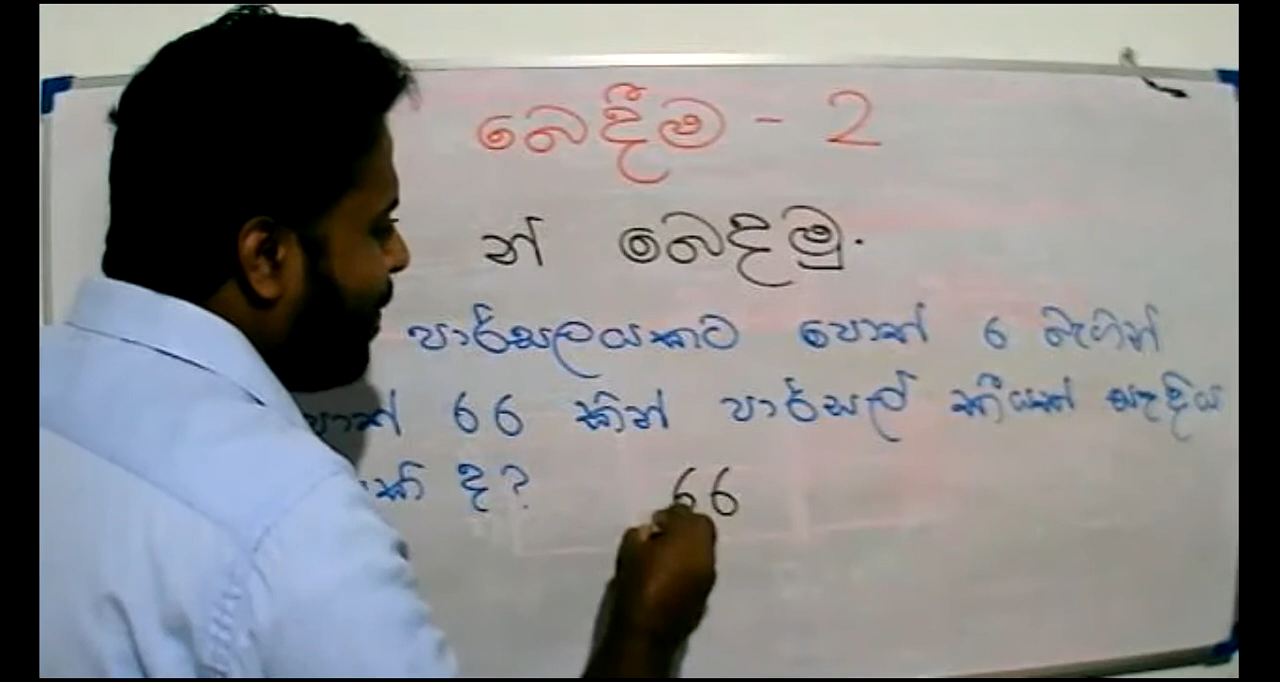 බෙදීම - 2
න් බෙදමු.
පාර්සලයකට පොත් 6 බැගින්
පොත් 66 කින් පාර්සල් කීයක් සෑදිය
හැකි ද? 66